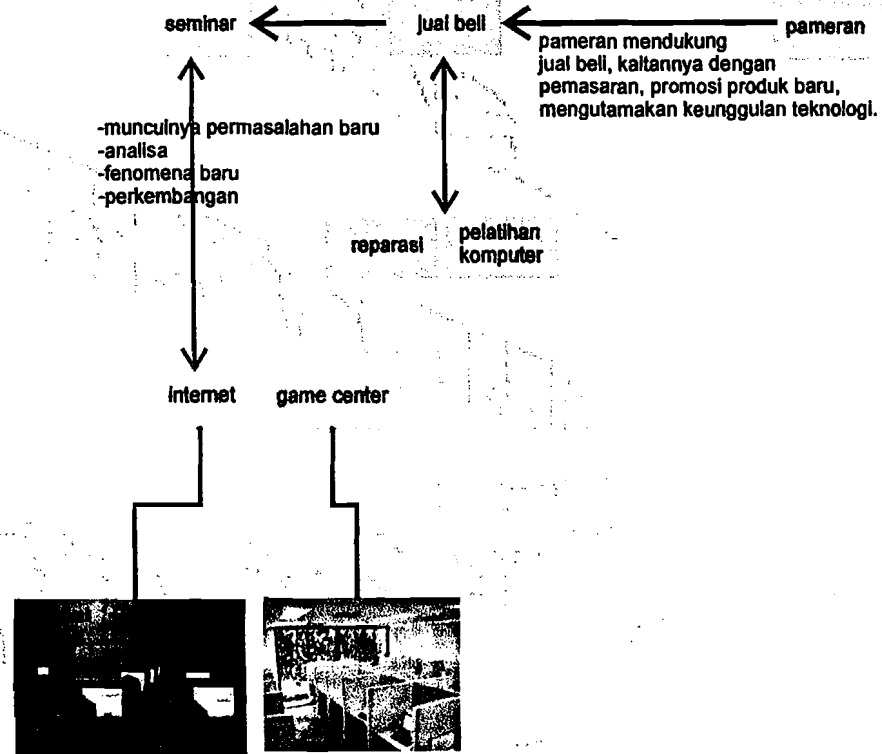 seminar
jual beli
pameran
pameran mendukung
jual beli, kaitannya dengan
pemasaran, promosi produk baru,
mengutamakan keunggulan teknologi.
-munculnya permasalahan baru
-analisa
-fenomena baru
-perkembangan
reparasi
pelatihan
komputer
internet
game center